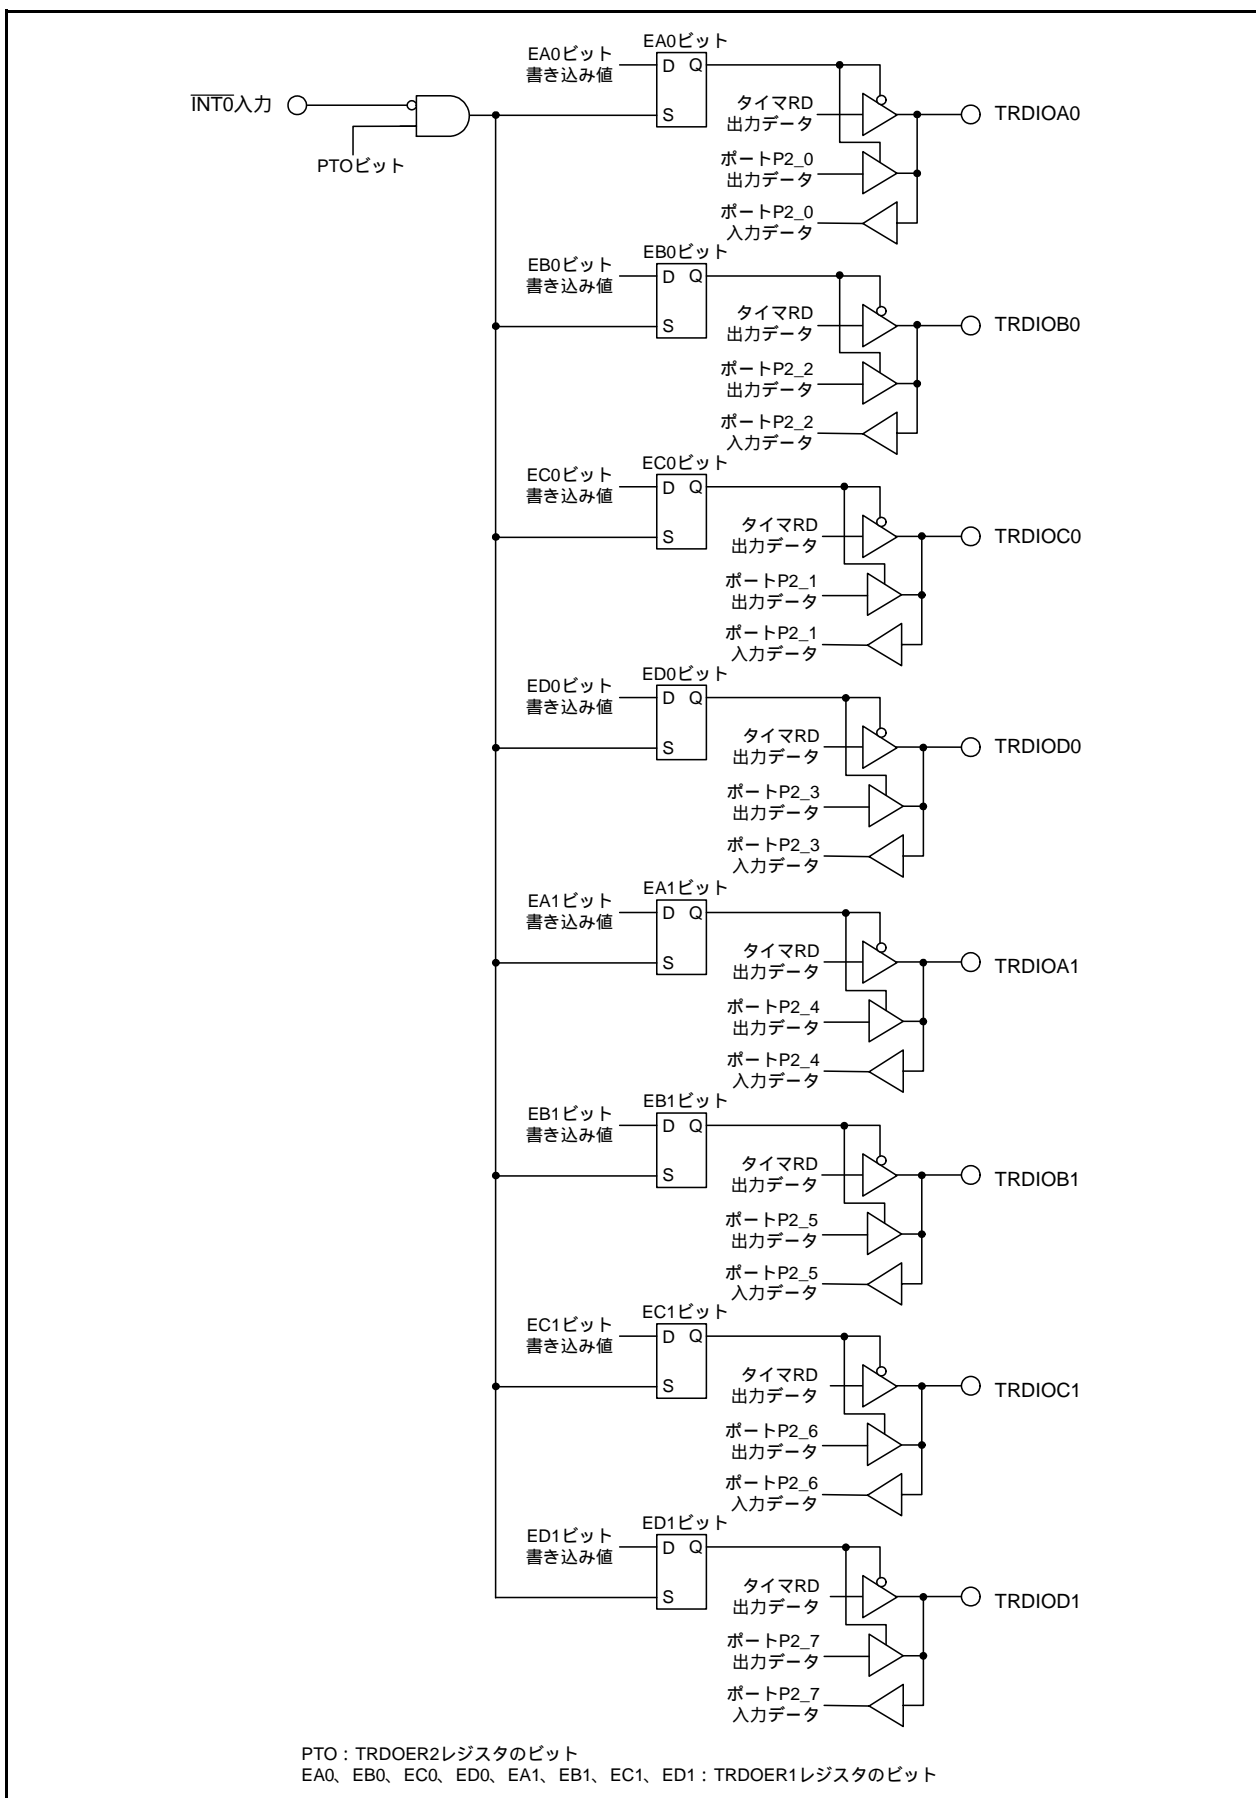 INT0入力
PTOビット
EA0ビット
EA0ビット
書き込み値
D Q
S
タイマRD
出力データ
TRDIOA0
ポートP2_0
出力データ
ポートP2_0
入力データ
EB0ビット
EB0ビット
書き込み値
D Q
S
タイマRD
出力データ
TRDIOB0
ポートP2_2
出力データ
ポートP2_2
入力データ
EC0ビット
EC0ビット
書き込み値
D Q
S
タイマRD
出力データ
TRDIOC0
ポートP2_1
出力データ
ポートP2_1
入力データ
ED0ビット
ED0ビット
書き込み値
D Q
S
タイマRD
出力データ
TRDIOD0
ポートP2_3
出力データ
ポートP2_3
入力データ
EA1ビット
EA1ビット
書き込み値
D Q
S
タイマRD
出力データ
TRDIOA1
ポートP2_4
出力データ
ポートP2_4
入力データ
EB1ビット
EB1ビット
書き込み値
D Q
S
タイマRD
出力データ
TRDIOB1
ポートP2_5
出力データ
ポートP2_5
入力データ
EC1ビット
EC1ビット
書き込み値
D Q
S
タイマRD
出力データ
TRDIOC1
ポートP2_6
出力データ
ポートP2_6
入力データ
ED1ビット
ED1ビット
書き込み値
D Q
S
タイマRD
出力データ
TRDIOD1
ポートP2_7
出力データ
ポートP2_7
入力データ
PTO：TRDOER2レジスタのビット
EA0、EB0、EC0、ED0、EA1、EB1、EC1、ED1：TRDOER1レジスタのビット